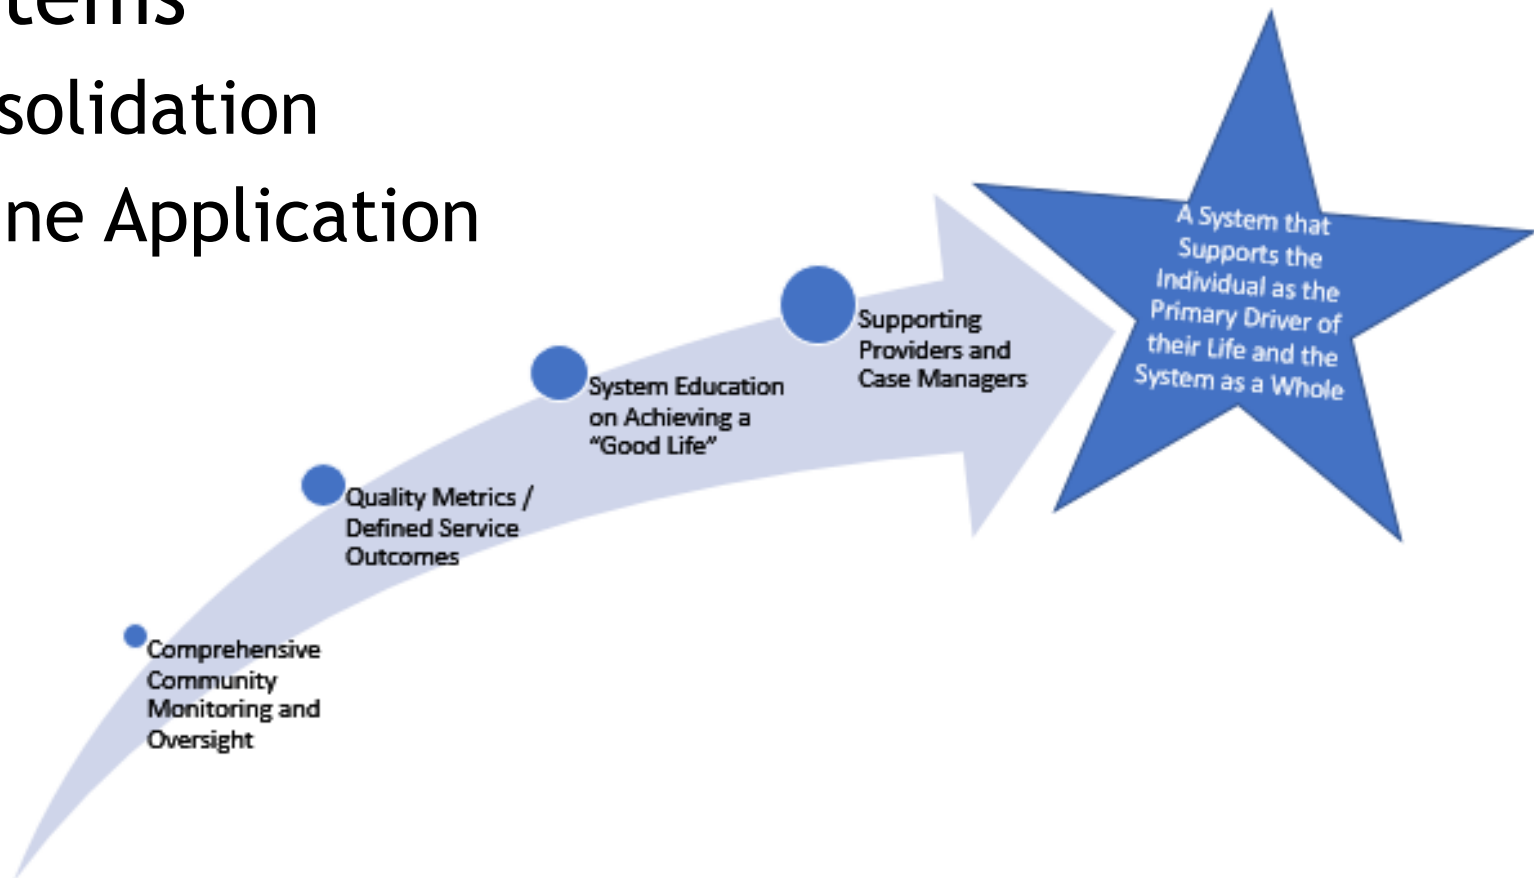 tems
solidation
ne Application
A System that
Supports the
Individual as the
Primary Driver of
their Life and the
System as a Whole
Supporting
Providers and
Case Managers
System Education
on Achieving a
“Good Life”
Quality Metrics /
Defined Service
Outcomes
Comprehensive
Community
Monitoring and
Oversight